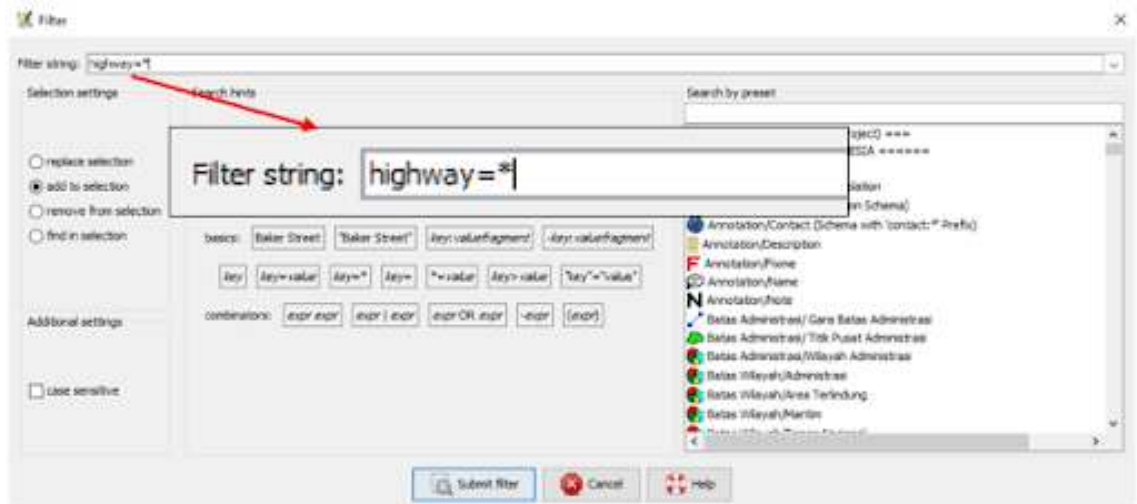 Filter
Filter string: highway=*
Selection settings
Search hints
Search by preset
Filter string: highway=*
replace selection
add to selection
remove from selection
find in selection
basics: Baker Street "Baker Street" key:valuefragment -key:valuefragment
key key=value key=* key= *=value key>value "key"="value"
combinators: expr expr expr | expr expr OR expr -expr (expr)
Additional settings
case sensitive
Annotation/Contact (Schema with 'contact:*' Prefix)
Annotation/Description
Annotation/Fixme
Annotation/Name
Annotation/Note
Batas Administrasi/ Garis Batas Administrasi
Batas Administrasi/ Titik Pusat Administrasi
Batas Administrasi/Wilayah Administrasi
Batas Wilayah/Administrasi
Batas Wilayah/Area Terlindung
Batas Wilayah/Maritim
Submit filter
Cancel
Help